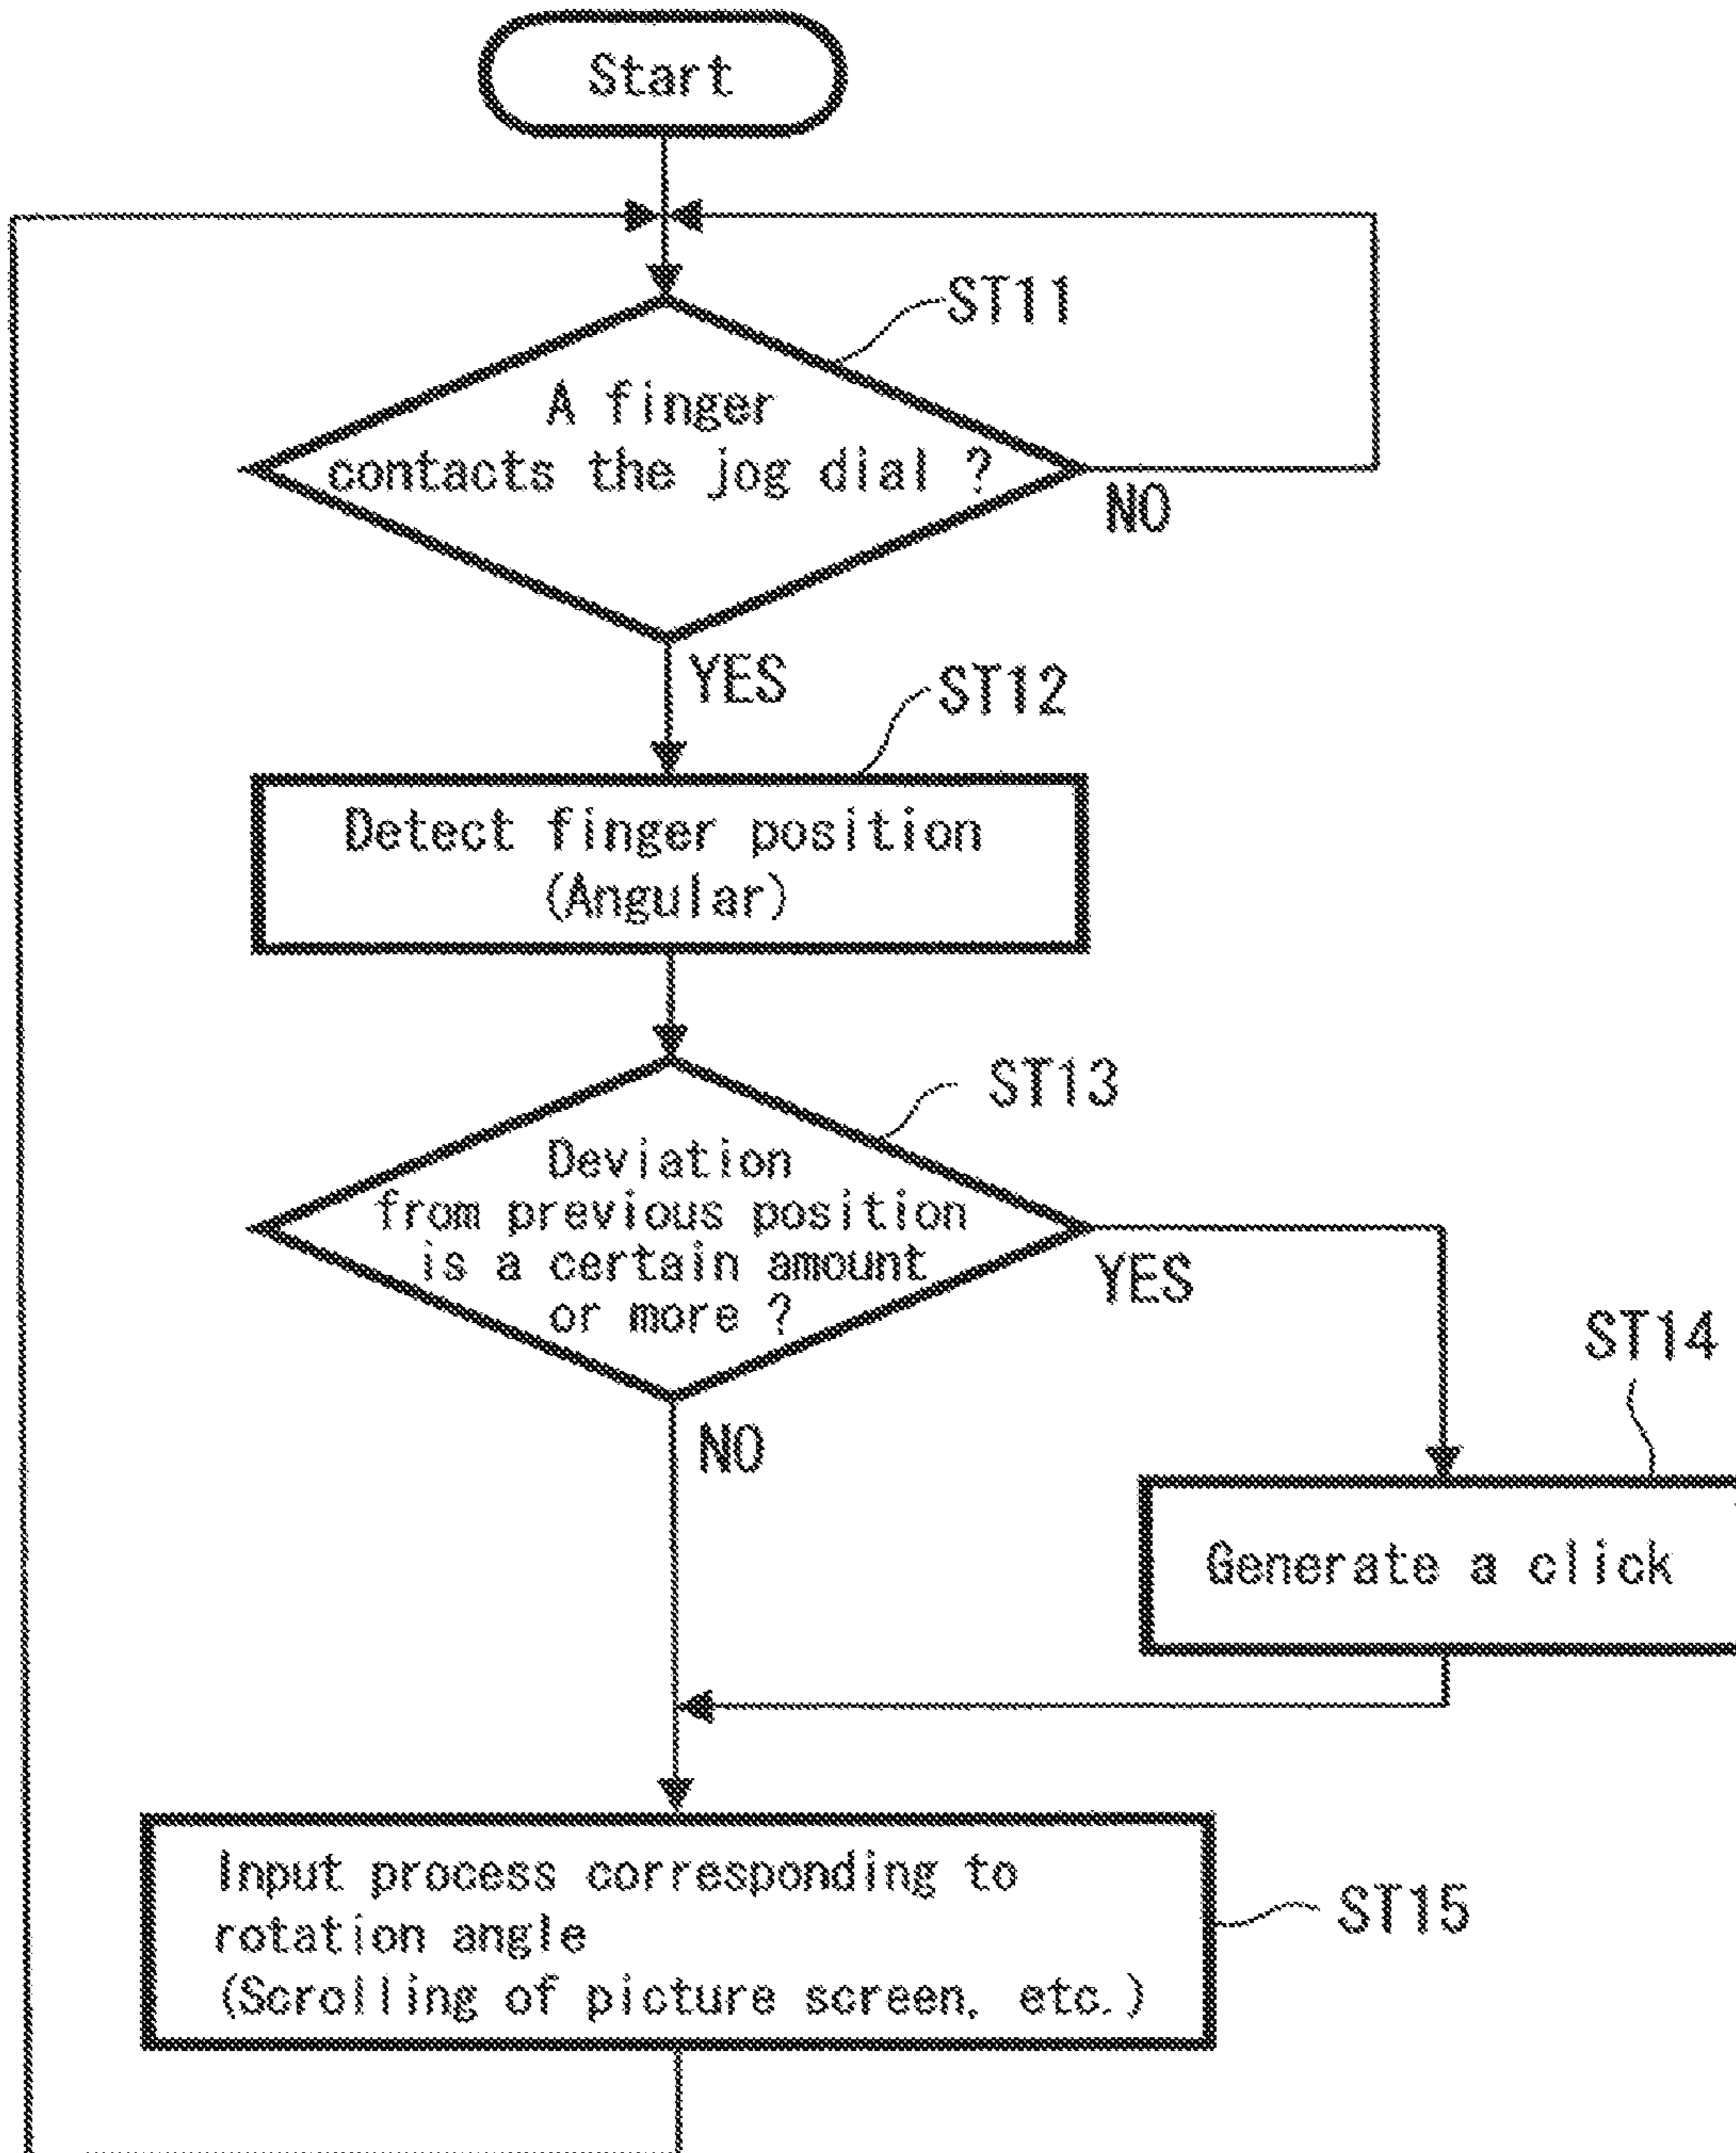 Start
ST11
A finger
contacts the jog dial ?
NO
YES
ST12
Detect finger position
(Angular)
ST13
Deviation
from previous position
is a certain amount
or more ?
YES
ST14
NO
Generate a click
Input process corresponding to
rotation angle
(Scrolling of picture screen, etc.)
ST15